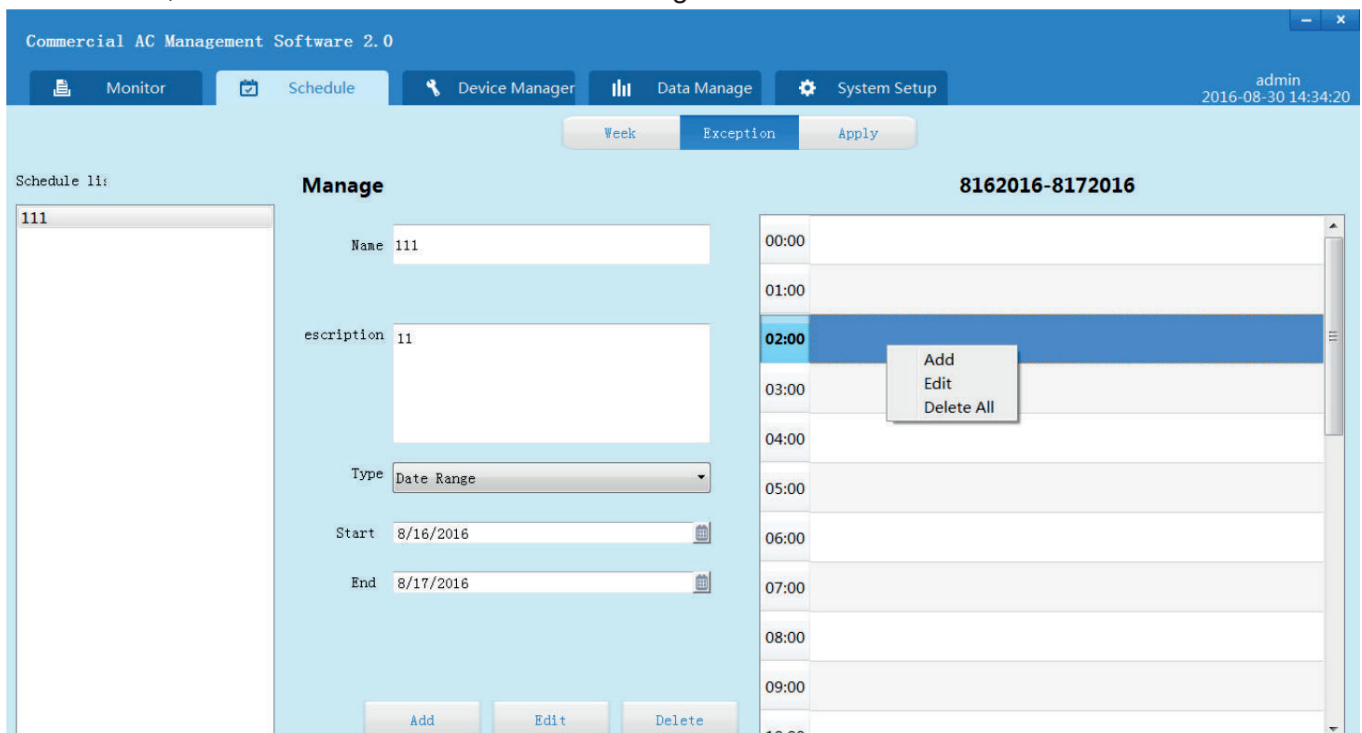 Commercial AC Management Software 2.0
Monitor
Schedule
Device Manager
Data Manage
System Setup
admin
2016-08-30 14:34:20
Week
Exception
Apply
Schedule
Manage
8162016-8172016
111
Name
111
escription
11
Type
Date Range
Start
8/16/2016
End
8/17/2016
Add
Edit
Delete
00:00
01:00
02:00
Add
Edit
Delete All
03:00
04:00
05:00
06:00
07:00
08:00
09:00